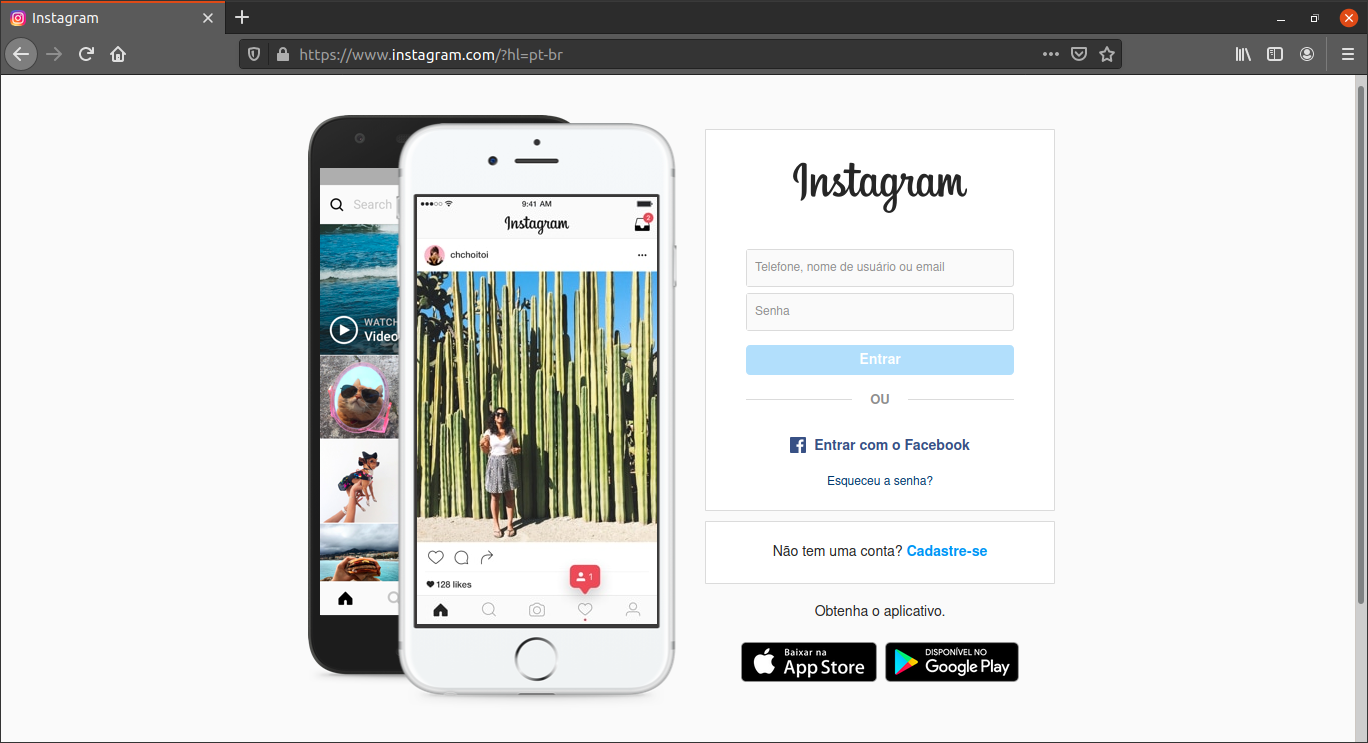 Instagram
https://www.instagram.com/?hl=pt-br
Search
WATCH
Video
9:41 AM
Instagram
2
chchoitoi
1
128 likes
Instagram
Telefone, nome de usuário ou email
Senha
Entrar
OU
Entrar com o Facebook
Esqueceu a senha?
Não tem uma conta? Cadastre-se
Obtenha o aplicativo.
Baixar na
App Store
DISPONÍVEL NO
Google Play